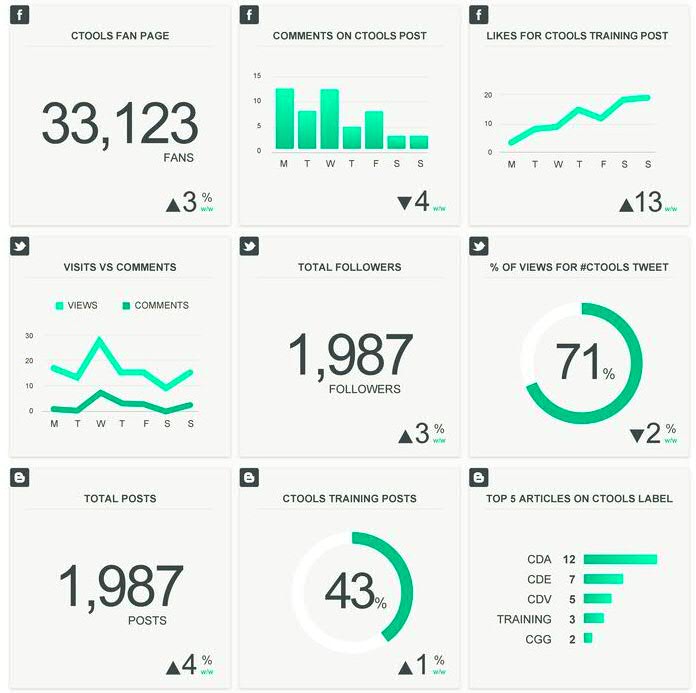 CTOOLS FAN PAGE
33,123
FANS
▲3 %
w/w
COMMENTS ON CTOOLS POST
15
10
5
0
M T W T F S S
▼4
w/w
LIKES FOR CTOOLS TRAINING POST
20
10
0
M T W T F S S
▲13
w/w
VISITS VS COMMENTS
VIEWS COMMENTS
30
20
10
0
M T W T F S S
TOTAL FOLLOWERS
1,987
FOLLOWERS
▲3 %
w/w
% OF VIEWS FOR #CTOOLS TWEET
71%
▼2 %
w/w
TOTAL POSTS
1,987
POSTS
▲4 %
w/w
CTOOLS TRAINING POSTS
43%
▲1 %
w/w
TOP 5 ARTICLES ON CTOOLS LABEL
CDA 12
CDE 7
CDV 5
TRAINING 3
CGG 2